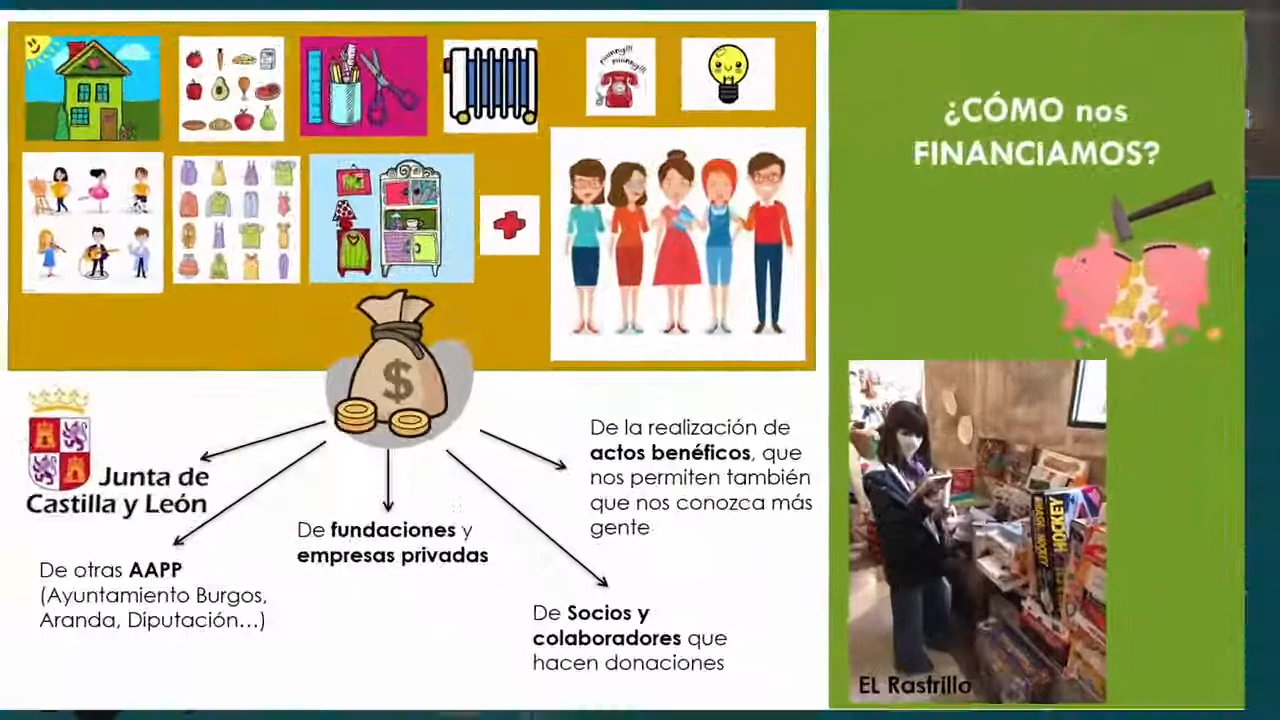 ¿CÓMO nos
FINANCIAMOS?
$
Junta de
Castilla y León
De otras AAPP
(Ayuntamiento Burgos,
Aranda, Diputación...)
De fundaciones y
empresas privadas
De Socios y
colaboradores que
hacen donaciones
De la realización de
actos benéficos, que
nos permiten también
que nos conozca más
gente
HOCKEY
EL Rastrillo